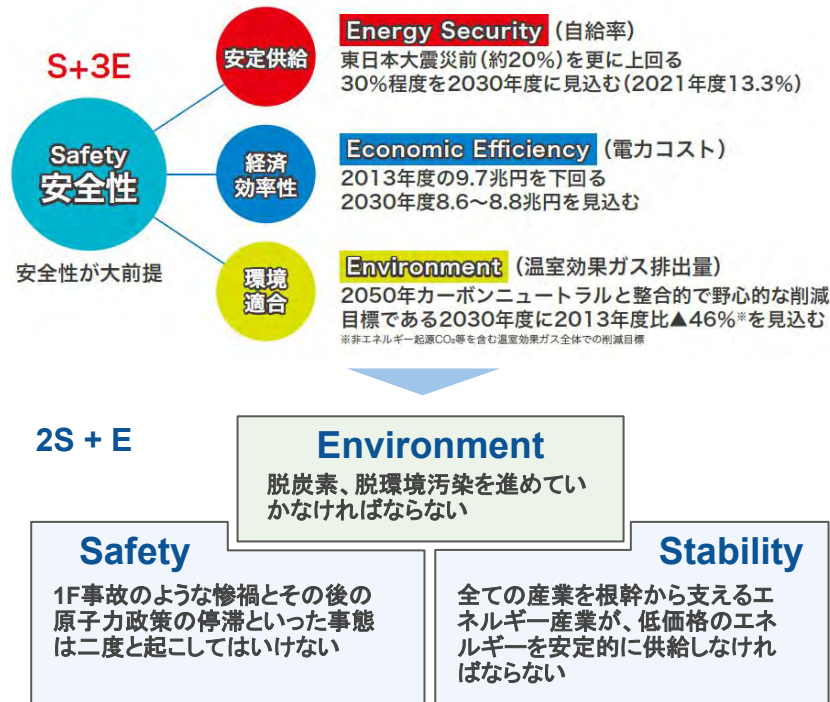 S+3E
Safety
安全性
安全性が大前提
安定供給
Energy Security (自給率)
東日本大震災前(約20%)を更に上回る
30%程度を2030年度に見込む(2021年度13.3%)
経済
効率性
Economic Efficiency (電力コスト)
2013年度の9.7兆円を下回る
2030年度8.6～8.8兆円を見込む
環境
適合
Environment (温室効果ガス排出量)
2050年カーボンニュートラルと整合的で野心的な削減
目標である2030年度に2013年度比▲46%※を見込む
※非エネルギー起源CO₂等を含む温室効果ガス全体での削減目標
2S + E
Environment
脱炭素、脱環境汚染を進めてい
かなければならない
Safety
1F事故のような惨禍とその後の
原子力政策の停滞といった事態
は二度と起こしてはいけない
Stability
全ての産業を根幹から支えるエ
ネルギー産業が、低価格のエネ
ルギーを安定的に供給しなけれ
ばならない